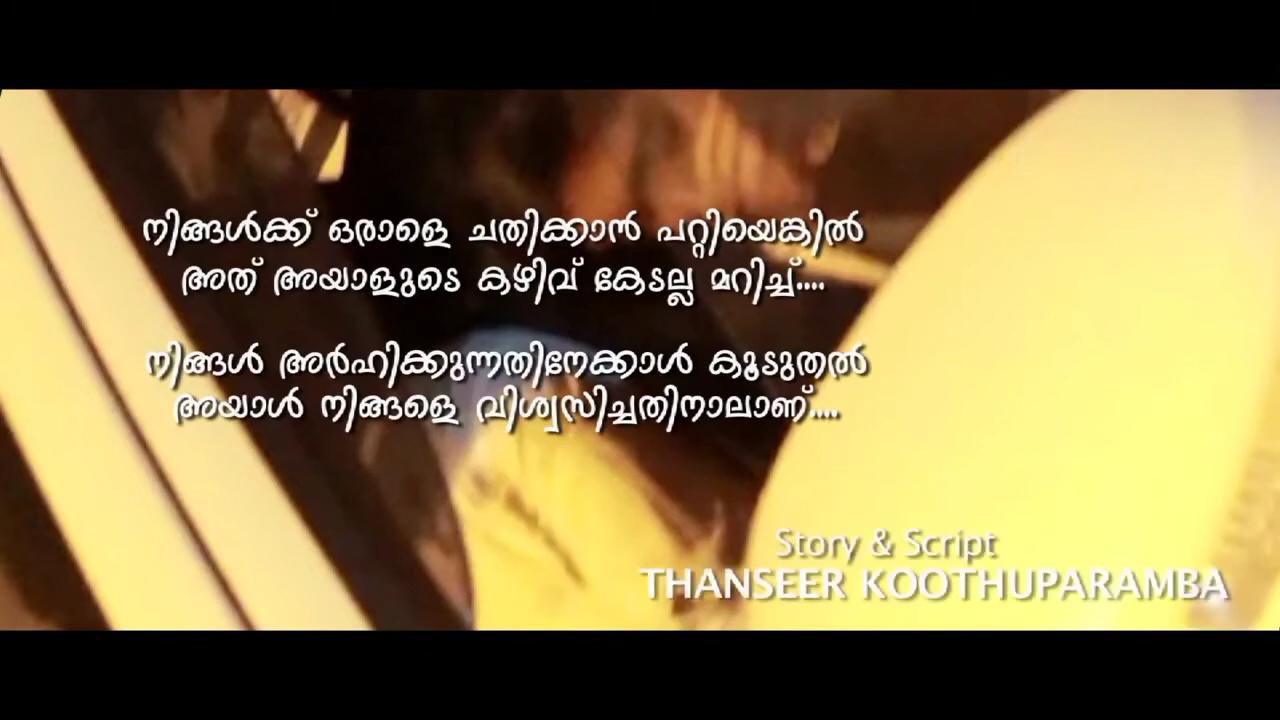 നിങ്ങൾക്ക് ഒരാളെ ചതിക്കാൻ പറ്റിയെങ്കിൽ
അത് അയാളുടെ കഴിവ് കേടല്ല മറിച്ച്....
നിങ്ങൾ അർഹിക്കുന്നതിനേക്കാൾ കൂടുതൽ
അയാൾ നിങ്ങളെ വിശ്വസിച്ചതിനാലാണ്....
Story & Script
THANSEER KOOTHUPARAMBA